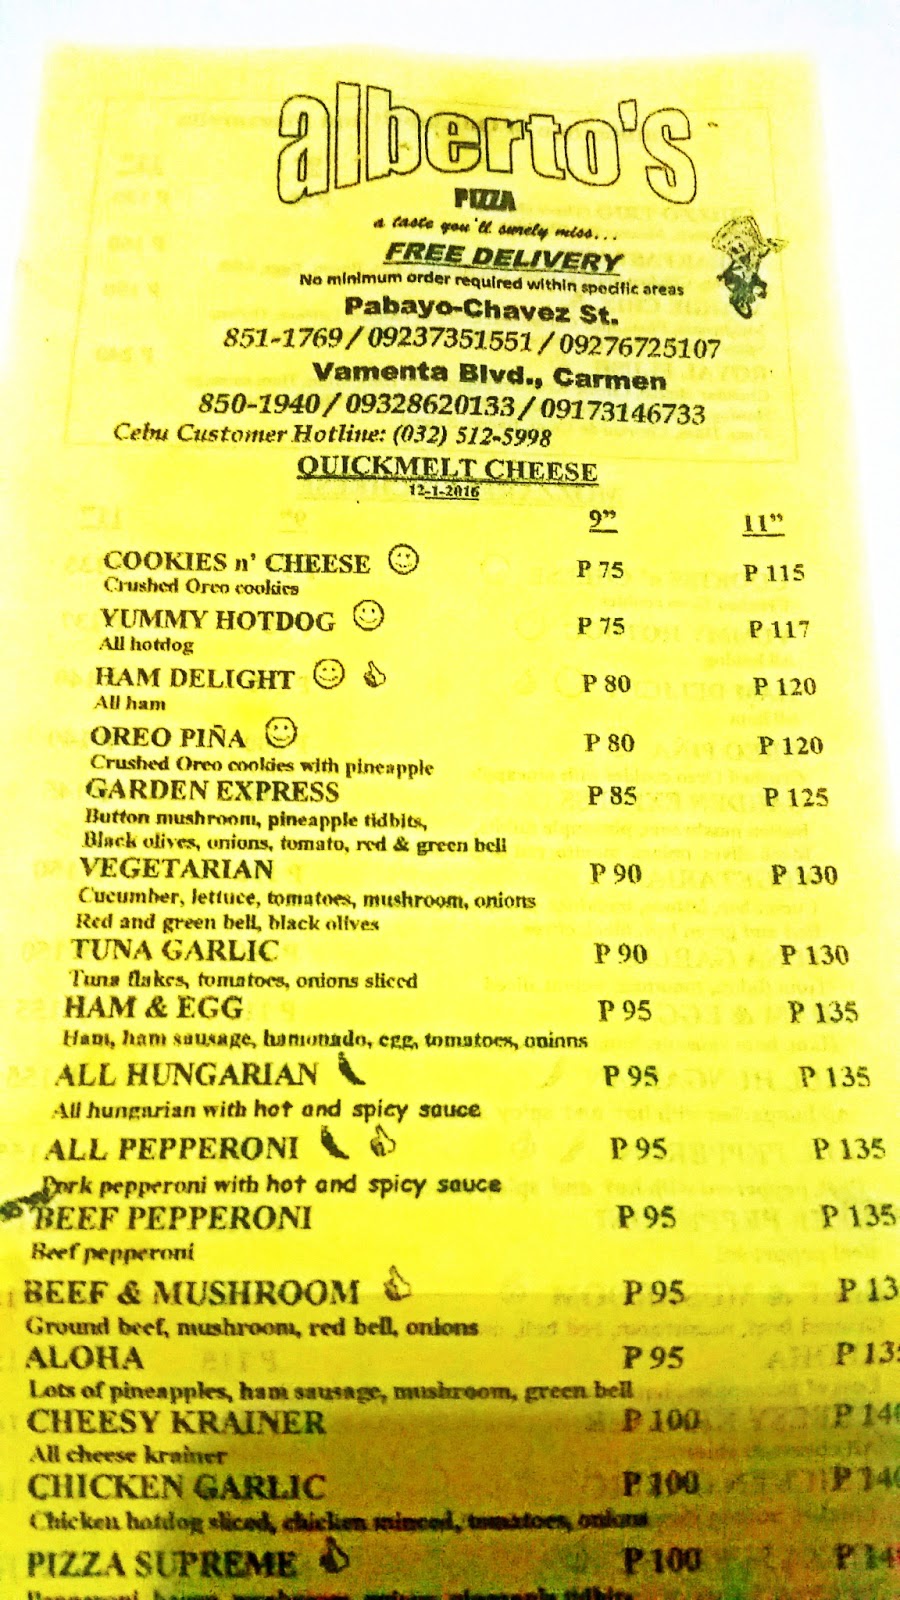 alberto's
PIZZA
a taste you'll surely miss...
FREE DELIVERY
No minimum order required within specific areas
Pabayo-Chavez St.
851-1769 / 09237351551 / 09276725107
Vamenta Blvd., Carmen
850-1940 / 09328620133 / 09173146733
Cebu Customer Hotline: (032) 512-5998
QUICKMELT CHEESE
12-1-2016
9" 11"
COOKIES n' CHEESE P 75 P 115
Crushed Oreo cookies
YUMMY HOTDOG P 75 P 117
All hotdog
HAM DELIGHT P 80 P 120
All ham
OREO PIÑA P 80 P 120
Crushed Oreo cookies with pineapple
GARDEN EXPRESS P 85 P 125
Button mushroom, pineapple tidbits,
Black olives, onions, tomato, red & green bell
VEGETARIAN P 90 P 130
Cucumber, lettuce, tomatoes, mushroom, onions
Red and green bell, black olives
TUNA GARLIC P 90 P 130
Tuna flakes, tomatoes, onions sliced
HAM & EGG P 95 P 135
Ham, ham sausage, hamonado, egg, tomatoes, onions
ALL HUNGARIAN P 95 P 135
All hungarian with hot and spicy sauce
ALL PEPPERONI P 95 P 135
Pork pepperoni with hot and spicy sauce
BEEF PEPPERONI P 95 P 135
Beef pepperoni
BEEF & MUSHROOM P 95 P 13
Ground beef, mushroom, red bell, onions
ALOHA P 95 P 135
Lots of pineapples, ham sausage, mushroom, green bell
CHEESY KRAINER P 100 P 140
All cheese krainer
CHICKEN GARLIC P 100 P 140
Chicken hotdog sliced, chicken minced, tomatoes, onions
PIZZA SUPREME P 100 P 14